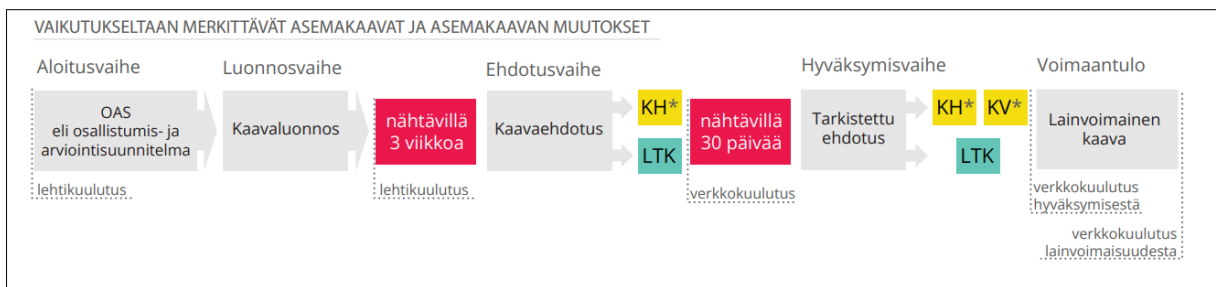 VAIKUTUKSELTAAN MERKITTÄVÄT ASEMAKAAVAT JA ASEMAKAAVAN MUUTOKSET
Aloitusvaihe
OAS
eli osallistumis- ja
arviointisuunnitelma
lehtikuulutus
Luonnosvaihe
Kaavaluonnos
nähtävillä
3 viikkoa
lehtikuulutus
Ehdotusvaihe
Kaavaehdotus
KH*
LTK
nähtävillä
30 päivää
verkkokuulutus
Hyväksymisvaihe
Tarkistettu
ehdotus
KH* KV*
LTK
Voimaantulo
Lainvoimainen
kaava
verkkokuulutus
hyväksymisestä
verkkokuulutus
lainvoimaisuudesta